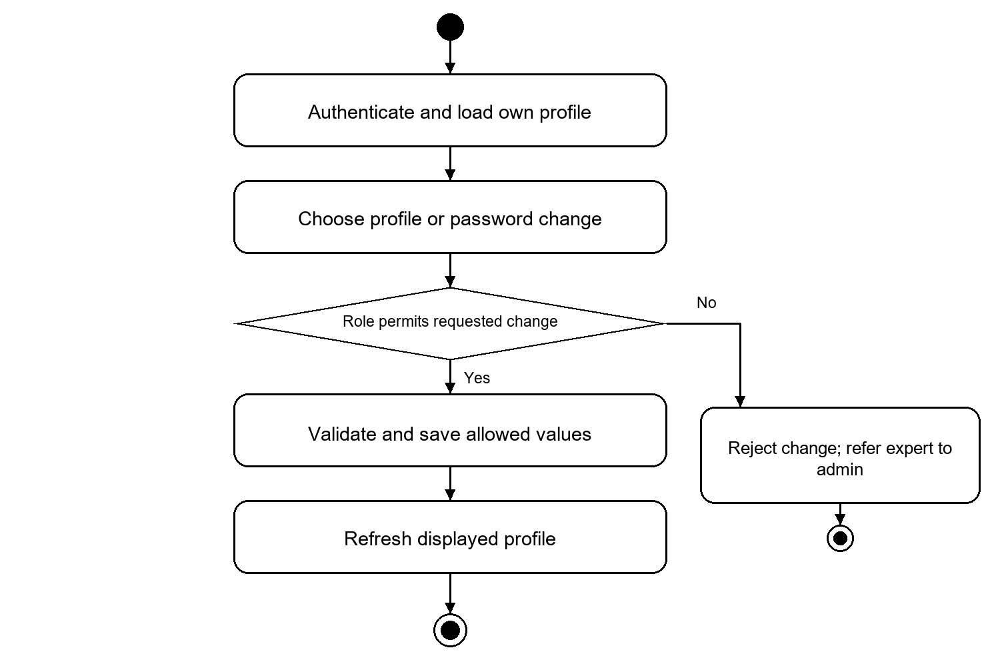 Authenticate and load own profile
Choose profile or password change
Role permits requested change
No
Yes
Validate and save allowed values
Reject change; refer expert to
admin
Refresh displayed profile